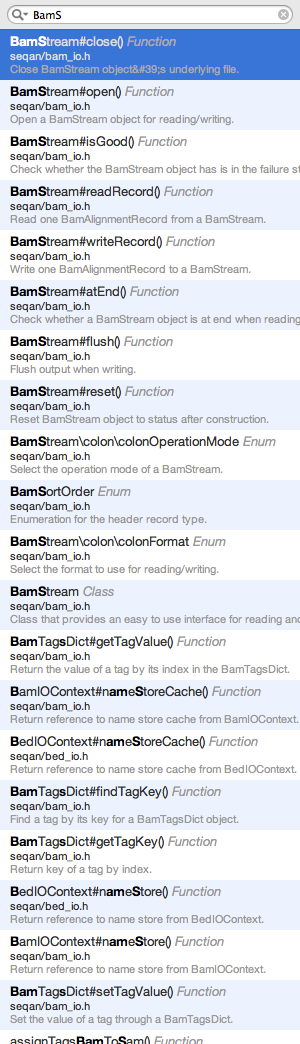 BamS
BamStream#close() Function
seqan/bam_io.h
Close BamStream object&#39;s underlying file.
BamStream#open() Function
seqan/bam_io.h
Open a BamStream object for reading/writing.
BamStream#isGood() Function
seqan/bam_io.h
Check whether the BamStream object has is in the failure st
BamStream#readRecord() Function
seqan/bam_io.h
Read one BamAlignmentRecord from a BamStream.
BamStream#writeRecord() Function
seqan/bam_io.h
Write one BamAlignmentRecord to a BamStream.
BamStream#atEnd() Function
seqan/bam_io.h
Check whether a BamStream object is at end when reading
BamStream#flush() Function
seqan/bam_io.h
Flush output when writing.
BamStream#reset() Function
seqan/bam_io.h
Reset BamStream object to status after construction.
BamStream\colon\colonOperationMode Enum
seqan/bam_io.h
Select the operation mode of a BamStream.
BamSortOrder Enum
seqan/bam_io.h
Enumeration for the header record type.
BamStream\colon\colonFormat Enum
seqan/bam_io.h
Select the format to use for reading/writing.
BamStream Class
seqan/bam_io.h
Class that provides an easy to use interface for reading and
BamTagsDict#getTagValue() Function
seqan/bam_io.h
Return the value of a tag by its index in the BamTagsDict.
BamIOContext#nameStoreCache() Function
seqan/bam_io.h
Return reference to name store cache from BamIOContext.
BedIOContext#nameStoreCache() Function
seqan/bed_io.h
Return reference to name store cache from BedIOContext.
BamTagsDict#findTagKey() Function
seqan/bam_io.h
Find a tag by its key for a BamTagsDict object.
BamTagsDict#getTagKey() Function
seqan/bam_io.h
Return key of a tag by index.
BedIOContext#nameStore() Function
seqan/bed_io.h
Return reference to name store from BedIOContext.
BamIOContext#nameStore() Function
seqan/bam_io.h
Return reference to name store from BamIOContext.
BamTagsDict#setTagValue() Function
seqan/bam_io.h
Set the value of a tag through a BamTagsDict.
assignTagsBamToSam() Function